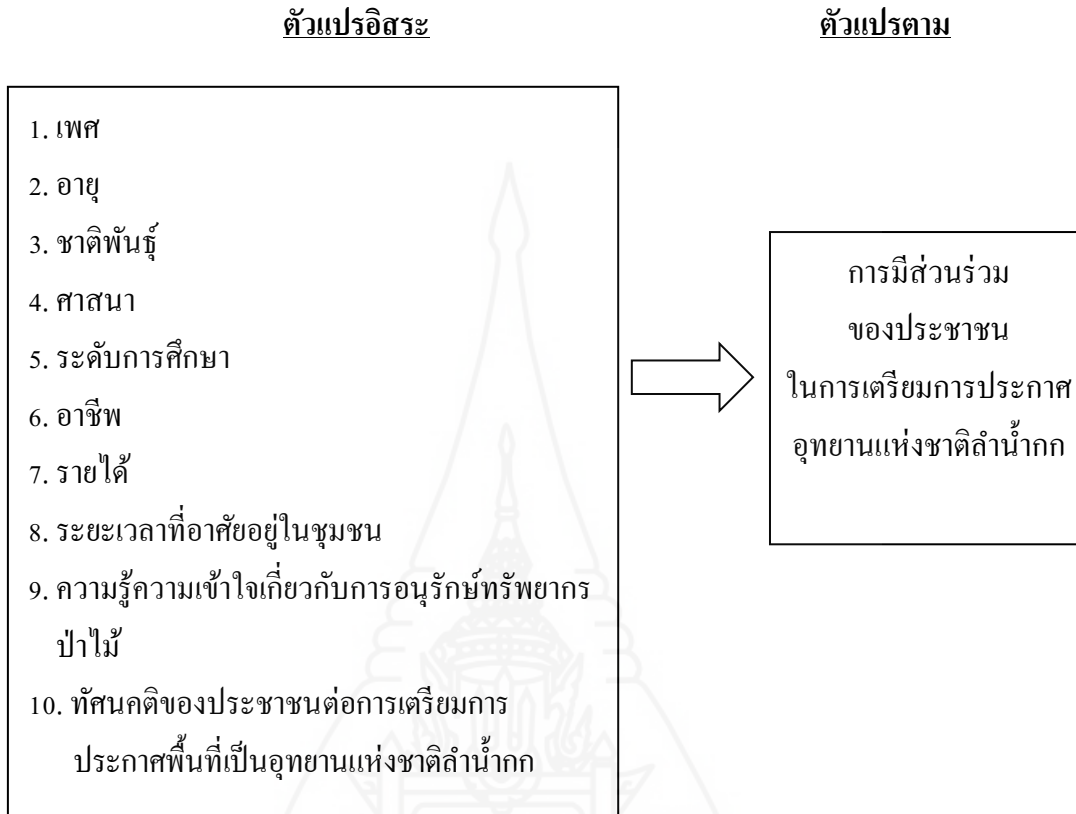 ตัวแปรอิสระ
ตัวแปรตาม
1. เพศ
2. อายุ
3. ชาติพันธุ์
4. ศาสนา
5. ระดับการศึกษา
6. อาชีพ
7. รายได้
8. ระยะเวลาที่อาศัยอยู่ในชุมชน
9. ความรู้ความเข้าใจเกี่ยวกับการอนุรักษ์ทรัพยากร
ป่าไม้
10. ทัศนคติของประชาชนต่อการเตรียมการ
ประกาศพื้นที่เป็นอุทยานแห่งชาติลำน้ำกก
การมีส่วนร่วม
ของประชาชน
ในการเตรียมการประกาศ
อุทยานแห่งชาติลำน้ำกก